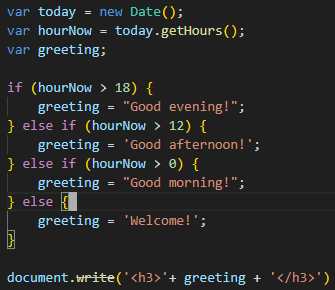 var today = new Date();
var hourNow = today.getHours();
var greeting;
if (hourNow > 18) {
greeting = "Good evening!";
} else if (hourNow > 12) {
greeting = 'Good afternoon!';
} else if (hourNow > 0) {
greeting = "Good morning!";
} else {
greeting = 'Welcome!';
}
document.write('<h3>'+ greeting + '</h3>')